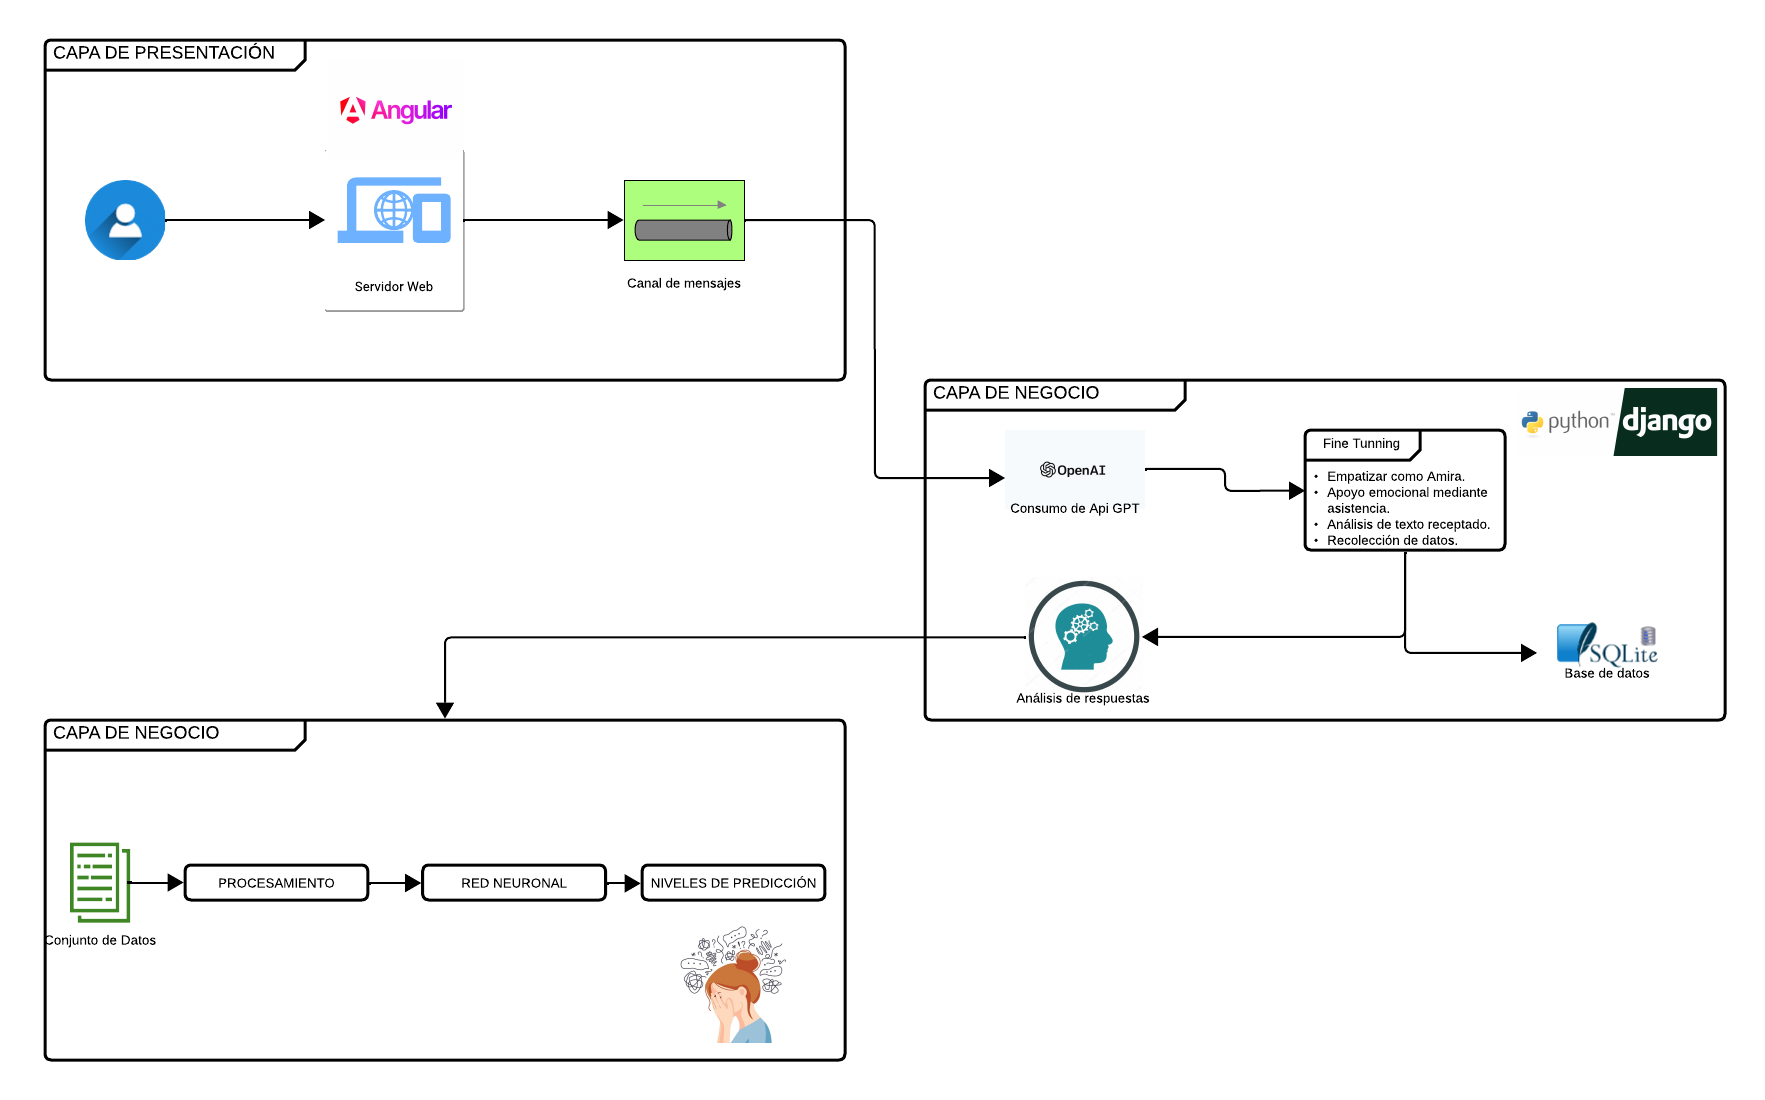 CAPA DE PRESENTACIÓN
Angular
Servidor Web
Canal de mensajes
CAPA DE NEGOCIO
python™
django
OpenAI
Consumo de Api GPT
Fine Tunning
• Empatizar como Amira.
• Apoyo emocional mediante
asistencia.
• Análisis de texto receptado.
• Recolección de datos.
Análisis de respuestas
SQLite
Base de datos
CAPA DE NEGOCIO
Conjunto de Datos
PROCESAMIENTO
RED NEURONAL
NIVELES DE PREDICCIÓN